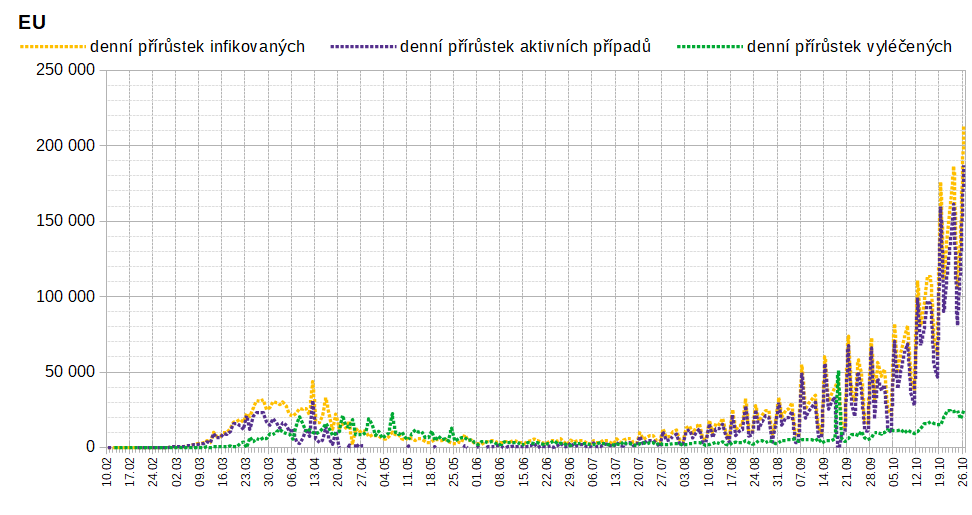 EU
denní přírůstek infikovaných denní přírůstek aktivních případů denní přírůstek vyléčených
250 000
200 000
150 000
100 000
50 000
0
10.02 17.02 24.02 02.03 09.03 16.03 23.03 30.03 06.04 13.04 20.04 27.04 04.05 11.05 18.05 25.05 01.06 08.06 15.06 22.06 29.06 06.07 13.07 20.07 27.07 03.08 10.08 17.08 24.08 31.08 07.09 14.09 21.09 28.09 05.10 12.10 19.10 26.10